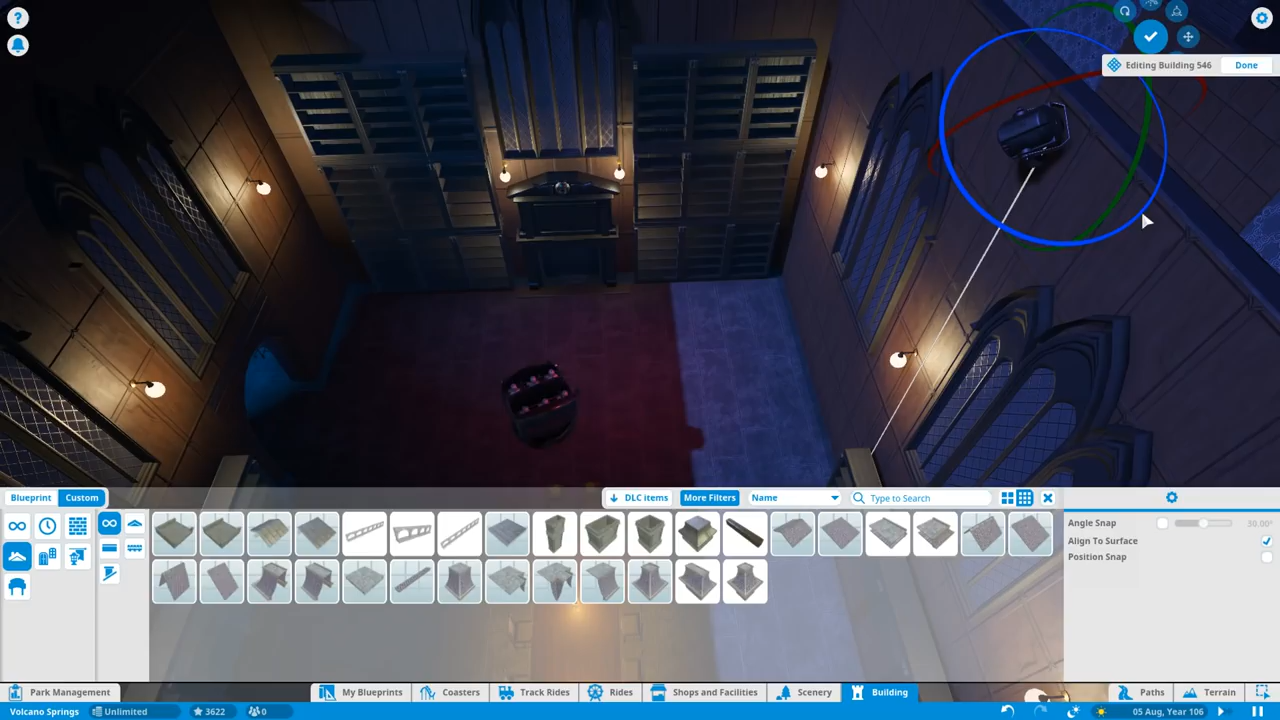 ?
Editing Building 546 Done
Blueprint Custom DLC items More Filters Name Type to Search
Angle Snap 30.00°
Align To Surface
Position Snap
Park Management My Blueprints Coasters Track Rides Rides Shops and Facilities Scenery Building Paths Terrain
Volcano Springs Unlimited 3622 0 05 Aug, Year 106